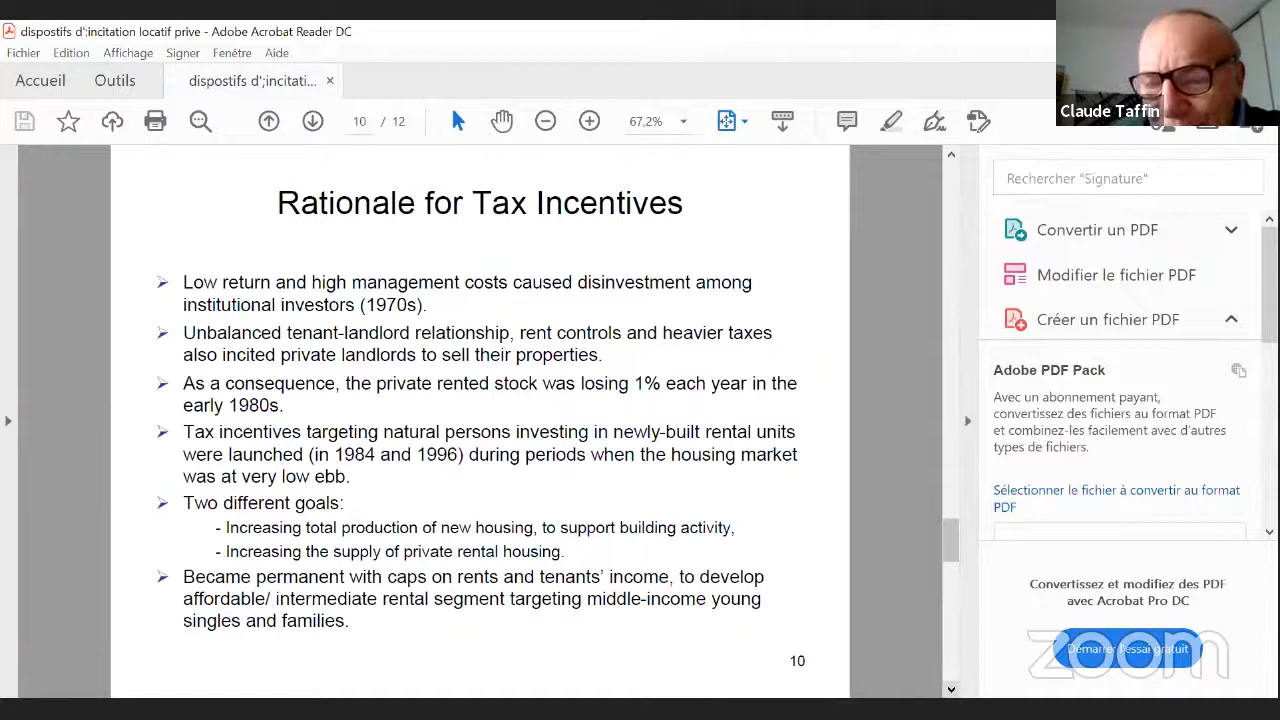 dispostifs d';incitation locatif prive - Adobe Acrobat Reader DC
Fichier Edition Affichage Signer Fenêtre Aide
Accueil Outils dispostifs d';incitati... ×
10 / 12 67,2%
Claude Taffin
Rationale for Tax Incentives
Low return and high management costs caused disinvestment among
institutional investors (1970s).
Unbalanced tenant-landlord relationship, rent controls and heavier taxes
also incited private landlords to sell their properties.
As a consequence, the private rented stock was losing 1% each year in the
early 1980s.
Tax incentives targeting natural persons investing in newly-built rental units
were launched (in 1984 and 1996) during periods when the housing market
was at very low ebb.
Two different goals:
- Increasing total production of new housing, to support building activity,
- Increasing the supply of private rental housing.
Became permanent with caps on rents and tenants' income, to develop
affordable/ intermediate rental segment targeting middle-income young
singles and families.
10
Rechercher "Signature"
Convertir un PDF
Modifier le fichier PDF
Créer un fichier PDF
Adobe PDF Pack
Avec un abonnement payant,
convertissez des fichiers au format PDF
et combinez-les facilement avec d'autres
types de fichiers.
Sélectionner le fichier à convertir au format
PDF
Convertissez et modifiez des PDF
avec Acrobat Pro DC
Démarrer l'essai gratuit
zoom